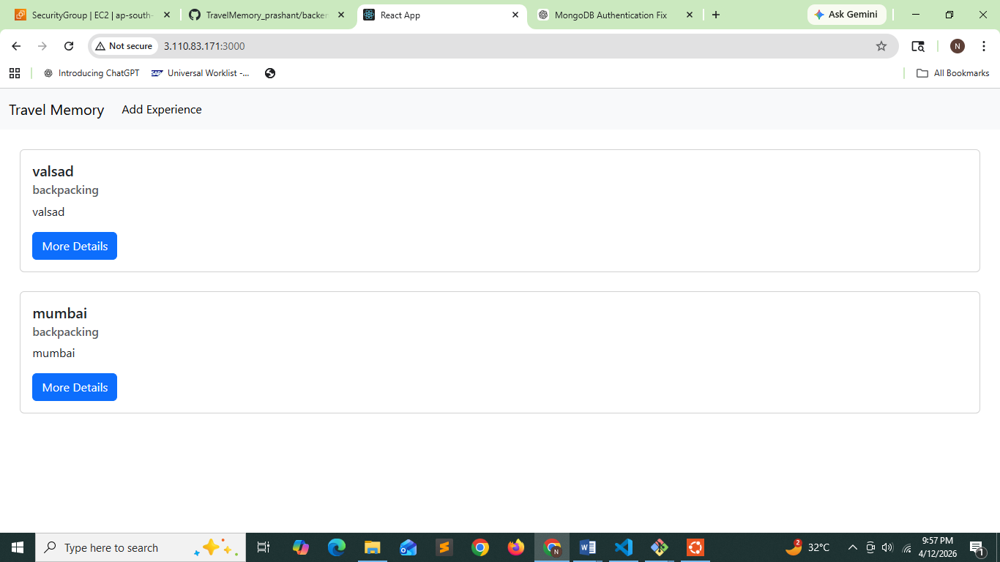 SecurityGroup | EC2 | ap-south-
TravelMemory_prashant/backen
React App
MongoDB Authentication Fix
Ask Gemini
Not secure
3.110.83.171:3000
N
Introducing ChatGPT
SAP
Universal Worklist -...
All Bookmarks
Travel Memory
Add Experience
valsad
backpacking
valsad
More Details
mumbai
backpacking
mumbai
More Details
Type here to search
N
2
32°C
9:57 PM
4/12/2026
1